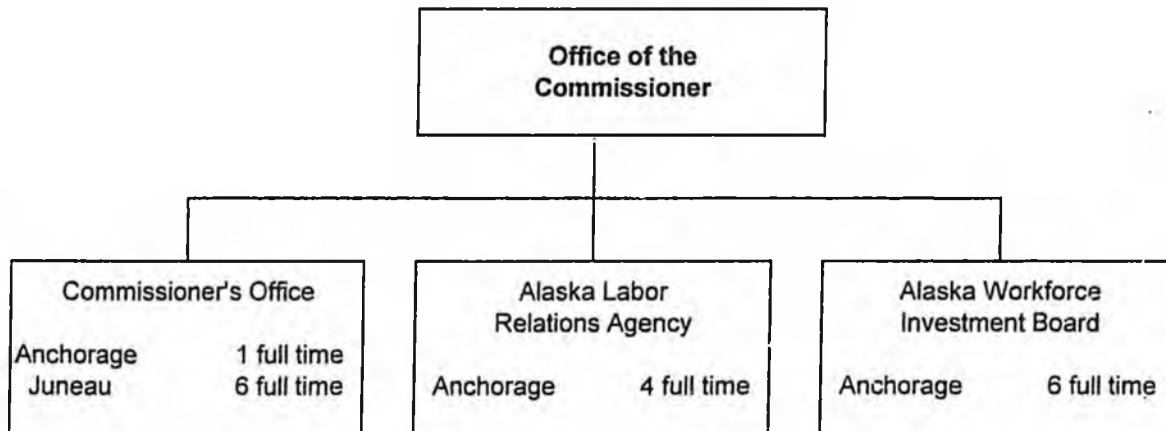 Office of the
Commissioner
Commissioner's Office
Anchorage 1 full time
Juneau 6 full time
Alaska Labor
Relations Agency
Anchorage 4 full time
Alaska Workforce
Investment Board
Anchorage 6 full time